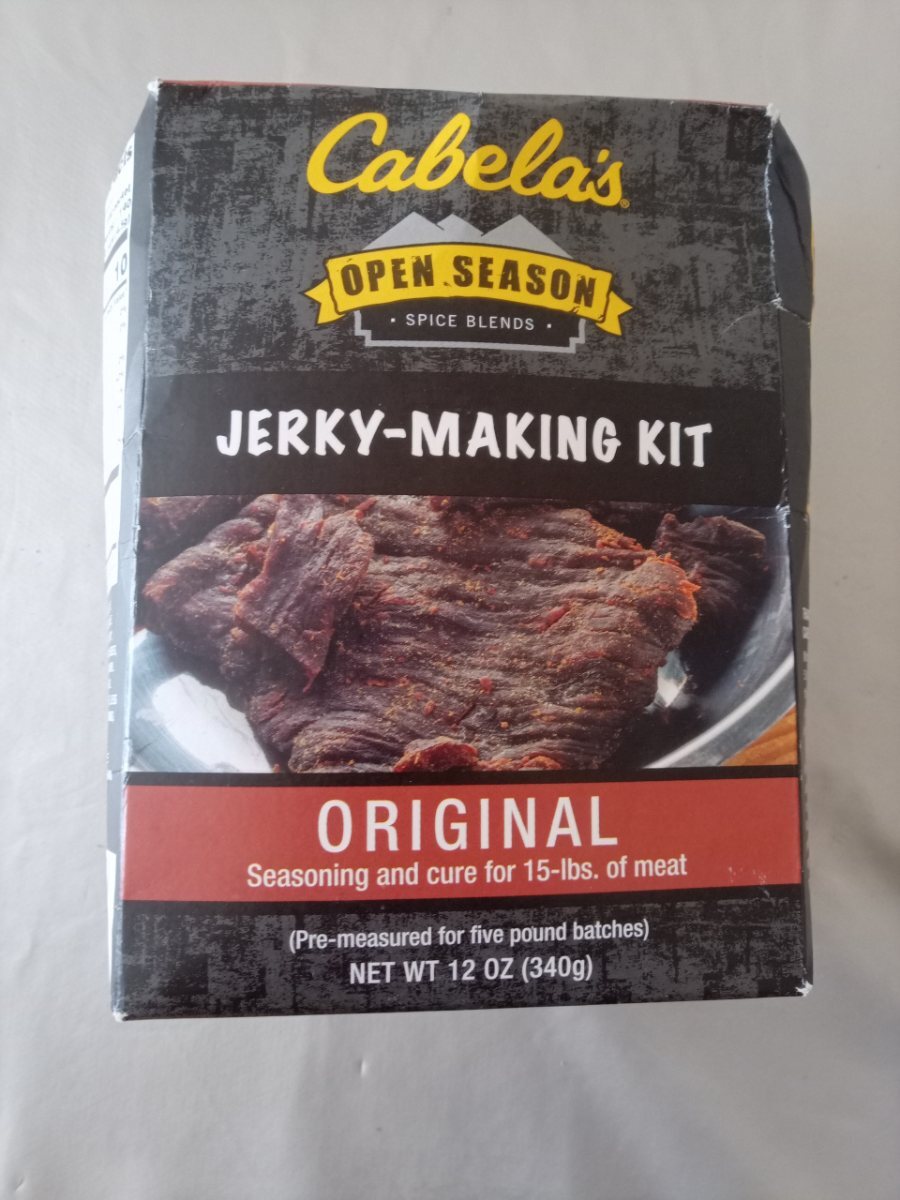 Cabela's®
OPEN SEASON
· SPICE BLENDS ·
JERKY-MAKING KIT
ORIGINAL
Seasoning and cure for 15-lbs. of meat
(Pre-measured for five pound batches)
NET WT 12 OZ (340g)
10